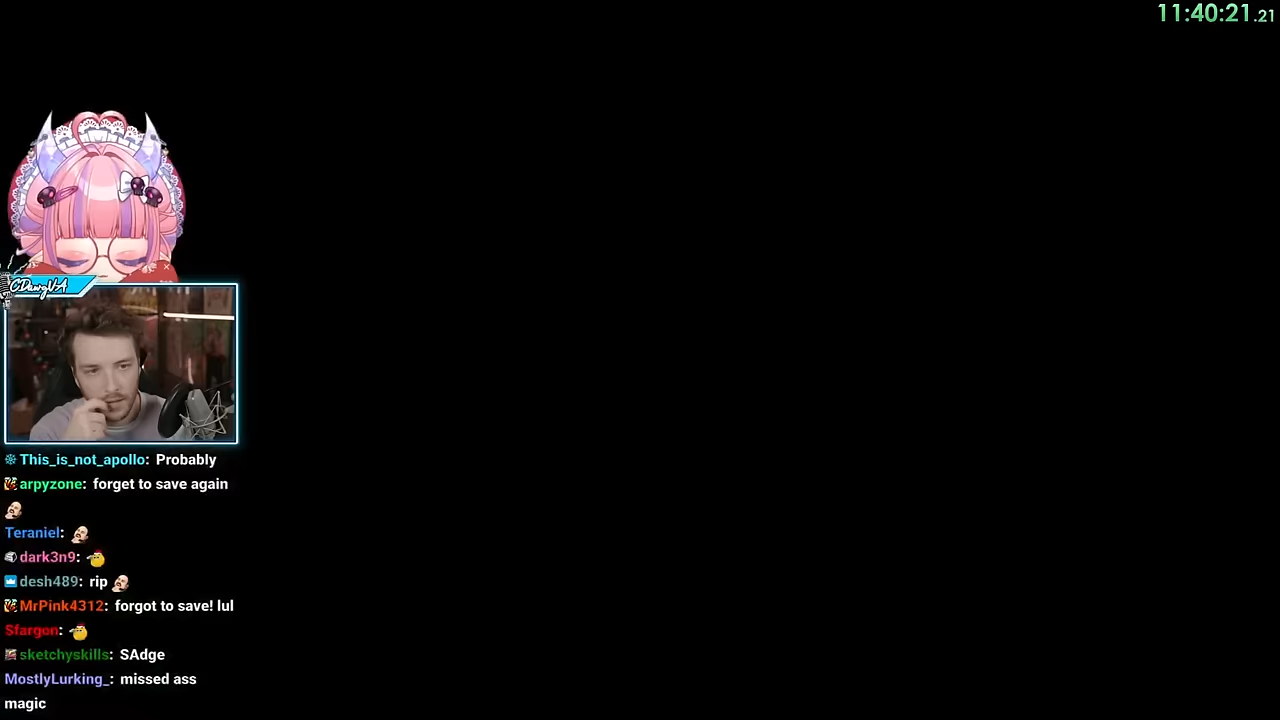 11:40:21.21
CDawgVA
This_is_not_apollo: Probably
arpyzone: forget to save again
Teraniel:
dark3n9:
desh489: rip
MrPink4312: forgot to save! lul
Sfargon:
sketchyskills: SAdge
MostlyLurking_: missed ass
magic